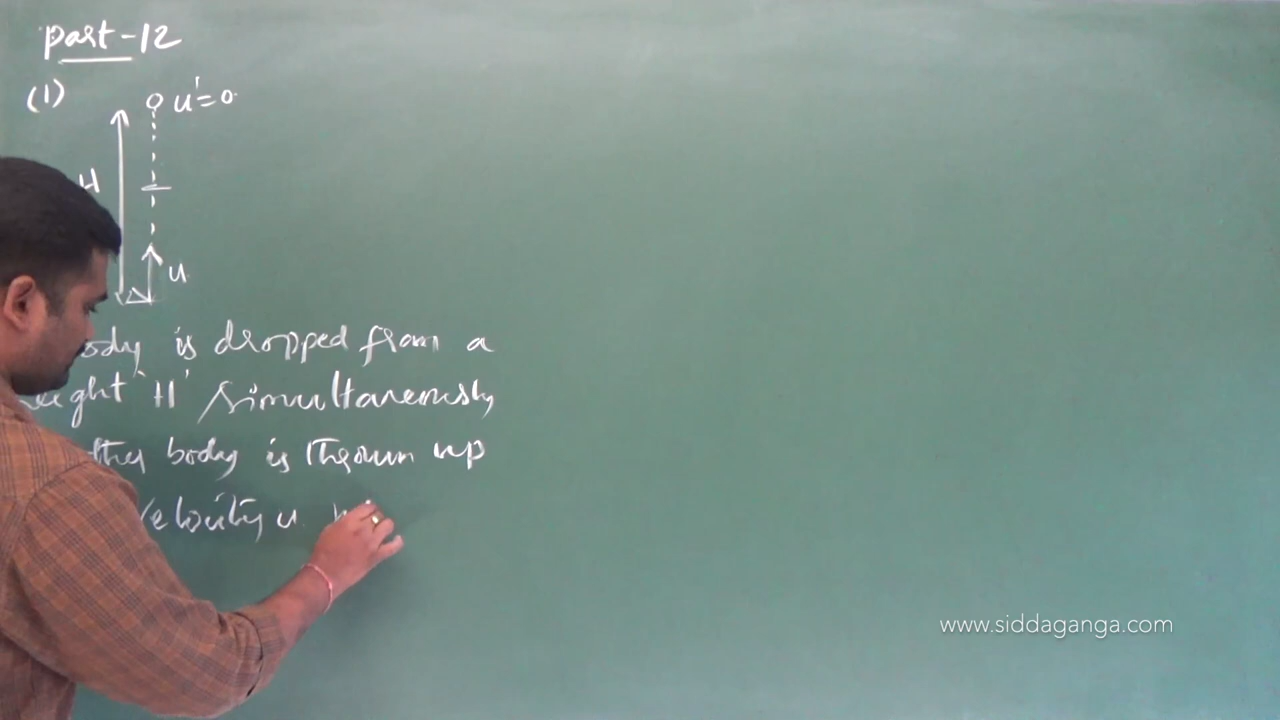 part-12
(1)
u'=0
H
u
ody is dropped from a
eight 'H' simultaneously
ther body is thrown up
velocity u
www.siddaganga.com